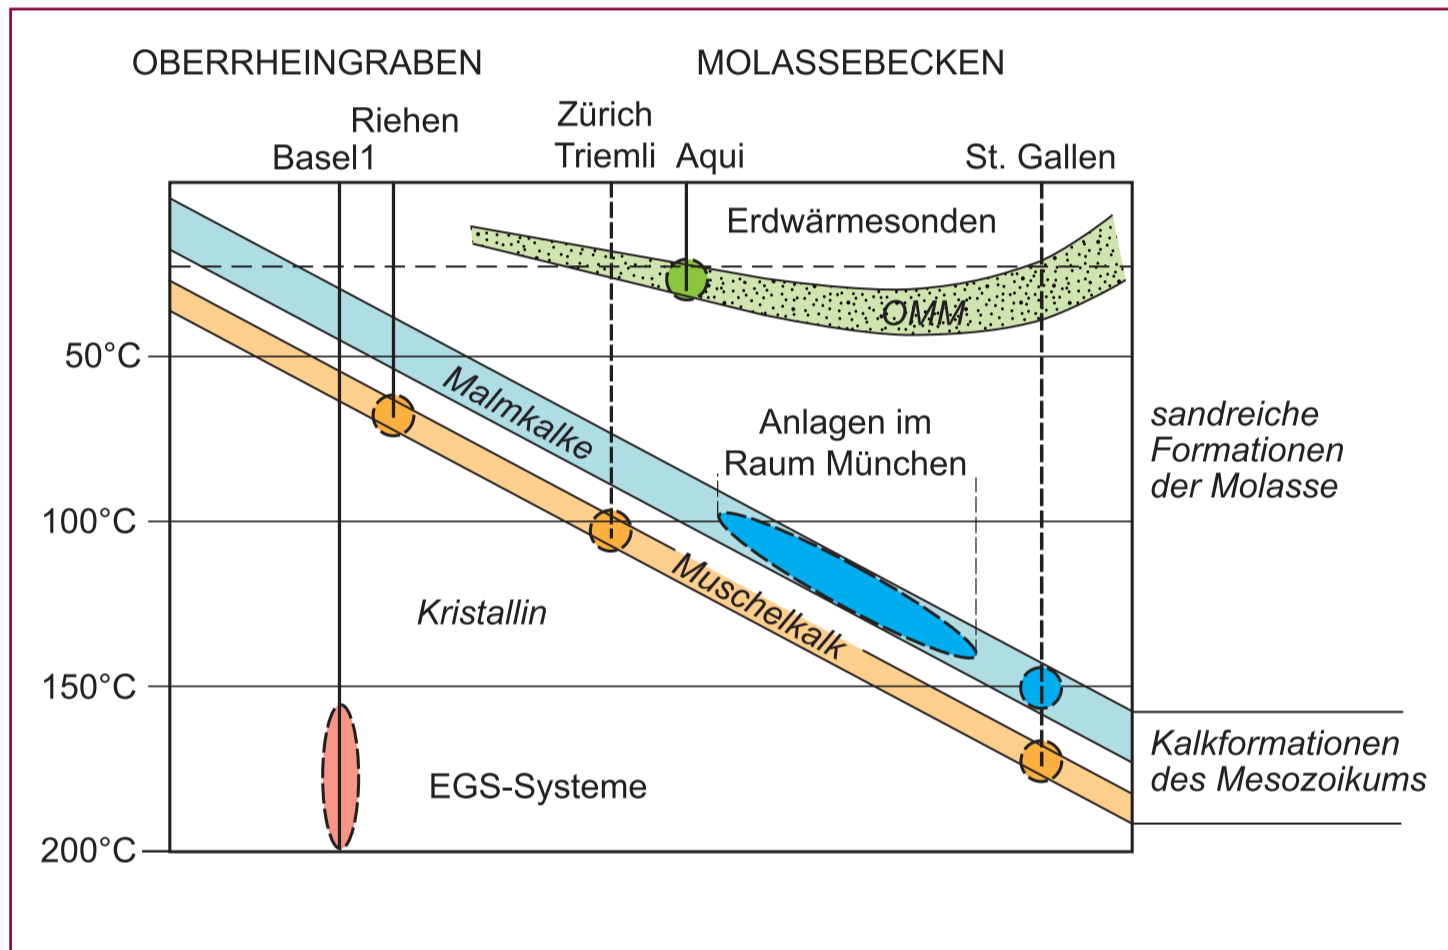 OBERRHEINGRABEN
MOLASSEBECKEN
Riehen
Basel1
Zürich
Triemli
Aqui
St. Gallen
Erdwärmesonden
OMM
50°C
Malmkalke
Anlagen im
Raum München
sandreiche
Formationen
der Molasse
100°C
Muschelkalk
Kristallin
150°C
Kalkformationen
des Mesozoikums
EGS-Systeme
200°C